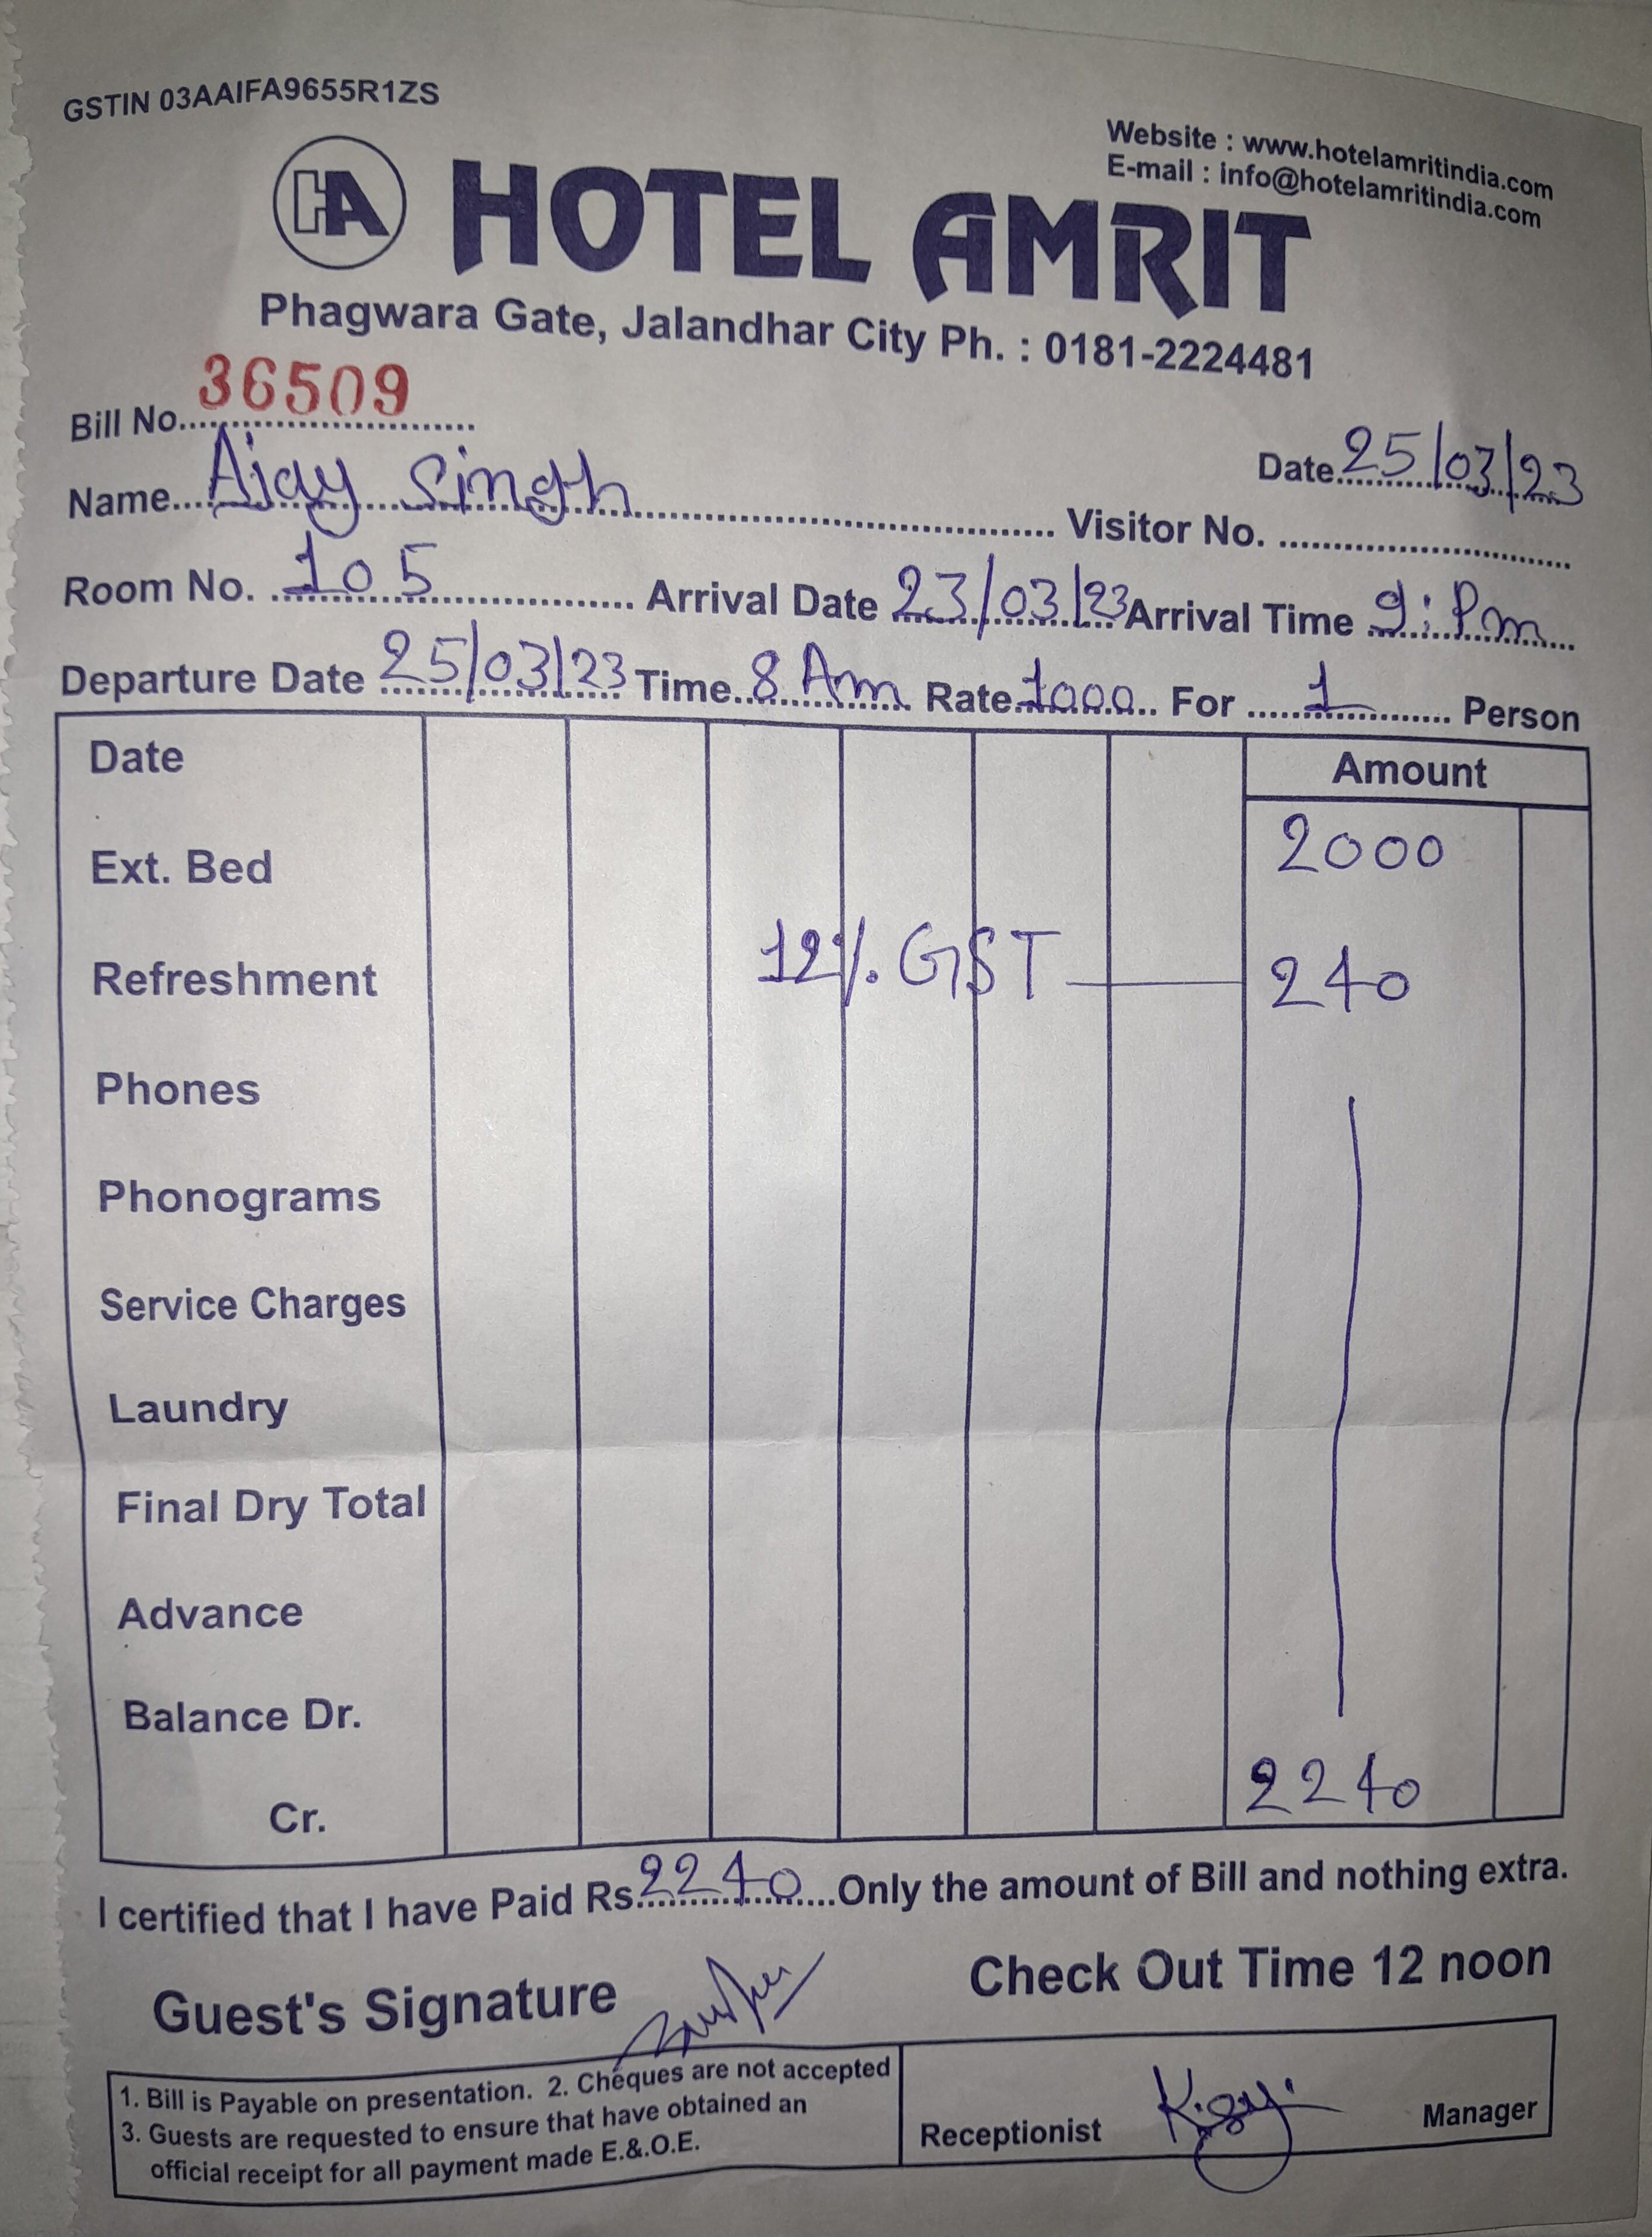 GSTIN 03AAIFA9655R1ZS
Website : www.hotelamritindia.com
E-mail : info@hotelamritindia.com
HA HOTEL AMRIT
Phagwara Gate, Jalandhar City Ph. : 0181-2224481
Bill No. 36509
Date 25/03/23
Name Ajay Singh Visitor No.
Room No. 105 Arrival Date 23/03/23 Arrival Time 9: Pm
Departure Date 25/03/23 Time 8 Am Rate 1000 For 1 Person
Date Amount
Ext. Bed 2000
Refreshment 12%. GST 240
Phones
Phonograms
Service Charges
Laundry
Final Dry Total
Advance
Balance Dr.
Cr. 2240
I certified that I have Paid Rs. 2240 Only the amount of Bill and nothing extra.
Guest's Signature Check Out Time 12 noon
1. Bill is Payable on presentation. 2. Cheques are not accepted
3. Guests are requested to ensure that have obtained an
official receipt for all payment made E.&.O.E.
Receptionist Manager